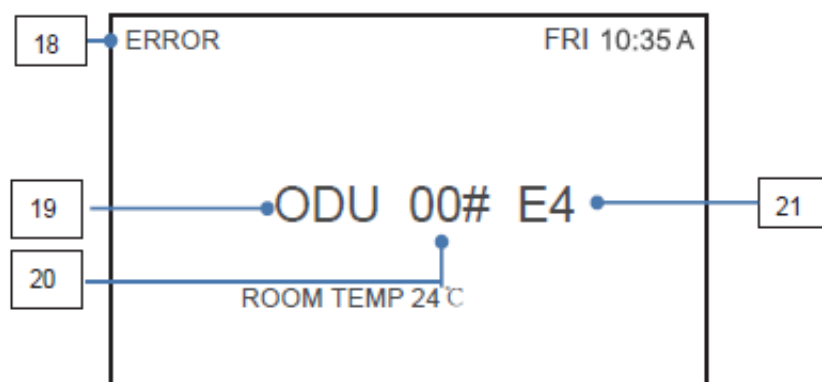 18
ERROR
FRI 10:35 A
19
ODU 00# E4
21
20
ROOM TEMP 24℃